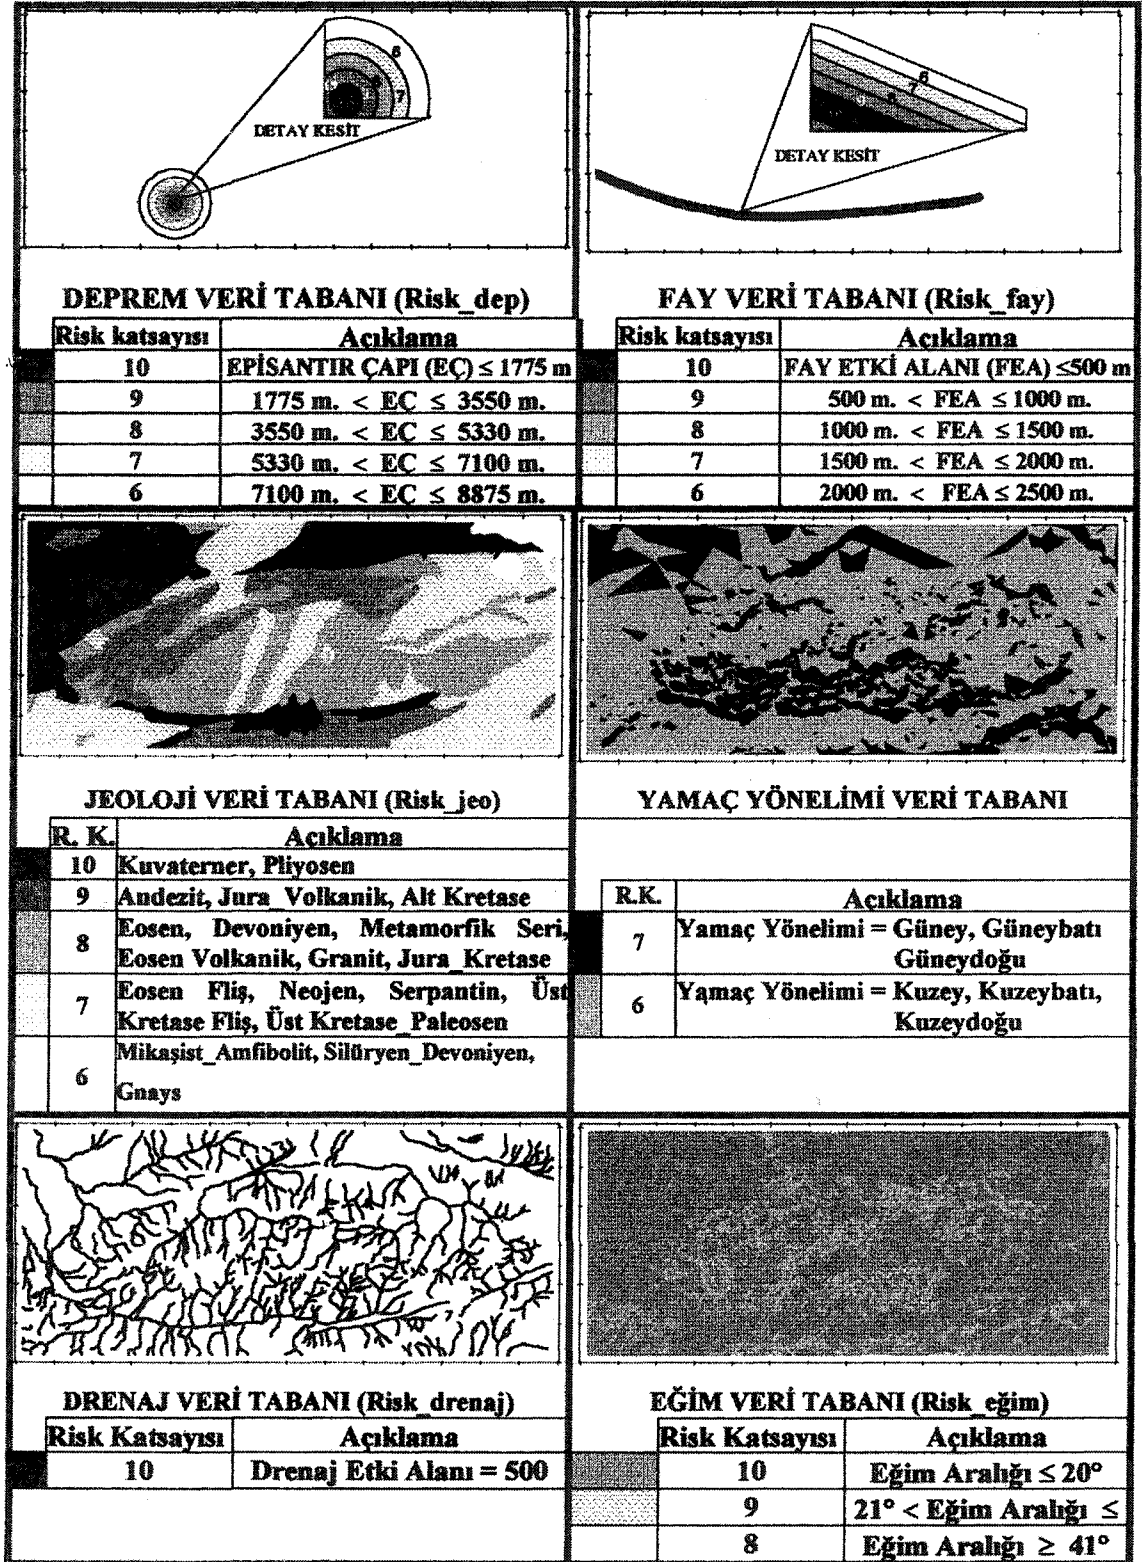 6
8
7
DETAY KESİT
6
7
8
DETAY KESİT
DEPREM VERİ TABANI (Risk_dep)
Risk katsayısı Açıklama
10 EPİSANTIR ÇAPI (EÇ) ≤ 1775 m
9 1775 m. < EÇ ≤ 3550 m.
8 3550 m. < EÇ ≤ 5330 m.
7 5330 m. < EÇ ≤ 7100 m.
6 7100 m. < EÇ ≤ 8875 m.
FAY VERİ TABANI (Risk_fay)
Risk katsayısı Açıklama
10 FAY ETKİ ALANI (FEA) ≤500 m
9 500 m. < FEA ≤ 1000 m.
8 1000 m. < FEA ≤ 1500 m.
7 1500 m. < FEA ≤ 2000 m.
6 2000 m. < FEA ≤ 2500 m.
JEOLOJİ VERİ TABANI (Risk_jeo)
R. K. Açıklama
10 Kuvaterner, Pliyosen
9 Andezit, Jura_Volkanik, Alt Kretase
8 Eosen, Devoniyen, Metamorfik Seri,
Eosen Volkanik, Granit, Jura_Kretase
7 Eosen Fliş, Neojen, Serpantin, Üst
Kretase Fliş, Üst Kretase_Paleosen
6 Mikaşist_Amfibolit, Silüryen_Devoniyen,
Gnays
YAMAÇ YÖNELİMİ VERİ TABANI
R.K. Açıklama
7 Yamaç Yönelimi = Güney, Güneybatı
Güneydoğu
6 Yamaç Yönelimi = Kuzey, Kuzeybatı,
Kuzeydoğu
DRENAJ VERİ TABANI (Risk_drenaj)
Risk Katsayısı Açıklama
10 Drenaj Etki Alanı = 500
EĞİM VERİ TABANI (Risk_eğim)
Risk Katsayısı Açıklama
10 Eğim Aralığı ≤ 20°
9 21° < Eğim Aralığı ≤
8 Eğim Aralığı ≥ 41°